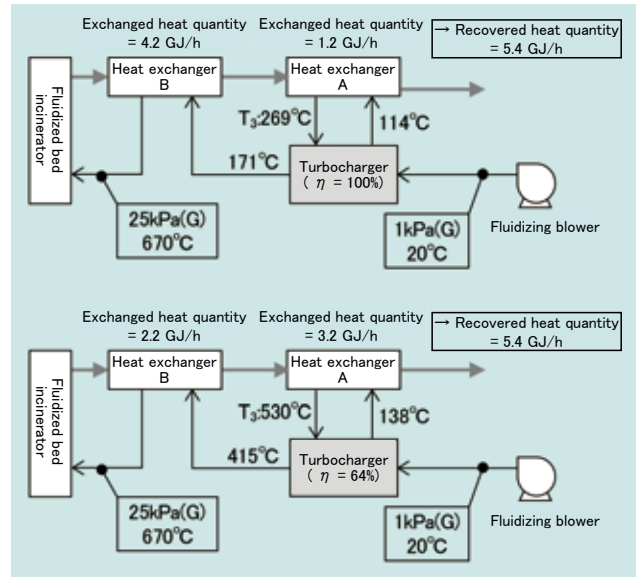 Exchanged heat quantity
= 4.2 GJ/h
Exchanged heat quantity
= 1.2 GJ/h
→ Recovered heat quantity
= 5.4 GJ/h
Fluidized bed
incinerator
Heat exchanger
B
Heat exchanger
A
T₃:269℃
114℃
171℃
Turbocharger
( η = 100%)
25kPa(G)
670℃
1kPa(G)
20℃
Fluidizing blower
Exchanged heat quantity
= 2.2 GJ/h
Exchanged heat quantity
= 3.2 GJ/h
→ Recovered heat quantity
= 5.4 GJ/h
Fluidized bed
incinerator
Heat exchanger
B
Heat exchanger
A
T₃:530℃
138℃
415℃
Turbocharger
( η = 64%)
25kPa(G)
670℃
1kPa(G)
20℃
Fluidizing blower